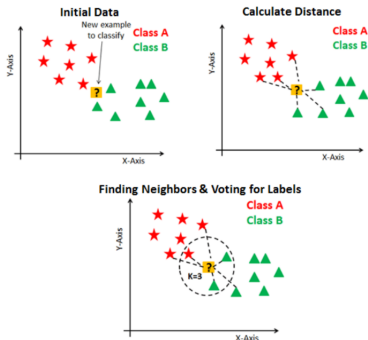 Initial Data
New example
to classify
Class A
Class B
Y-Axis
?
X-Axis
Calculate Distance
Class A
Class B
Y-Axis
?
X-Axis
Finding Neighbors & Voting for Labels
Class A
Class B
Y-Axis
?
K=3
X-Axis